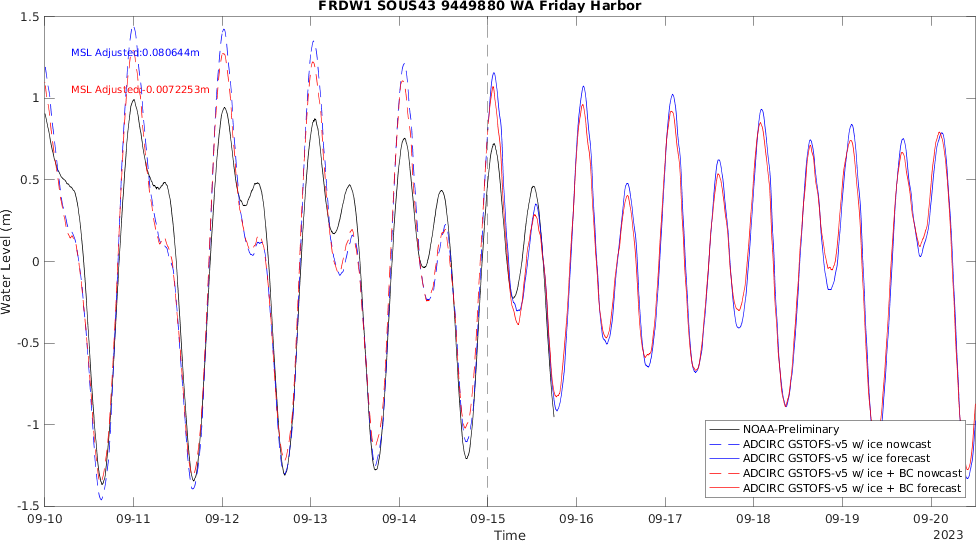 FRDW1 SOUS43 9449880 WA Friday Harbor
MSL Adjusted:0.080644m
MSL Adjusted:-0.0072253m
Water Level (m)
1.5
1
0.5
0
-0.5
-1
-1.5
NOAA-Preliminary
ADCIRC GSTOFS-v5 w/ ice nowcast
ADCIRC GSTOFS-v5 w/ ice forecast
ADCIRC GSTOFS-v5 w/ ice + BC nowcast
ADCIRC GSTOFS-v5 w/ ice + BC forecast
09-10 09-11 09-12 09-13 09-14 09-15 09-16 09-17 09-18 09-19 09-20
Time
2023